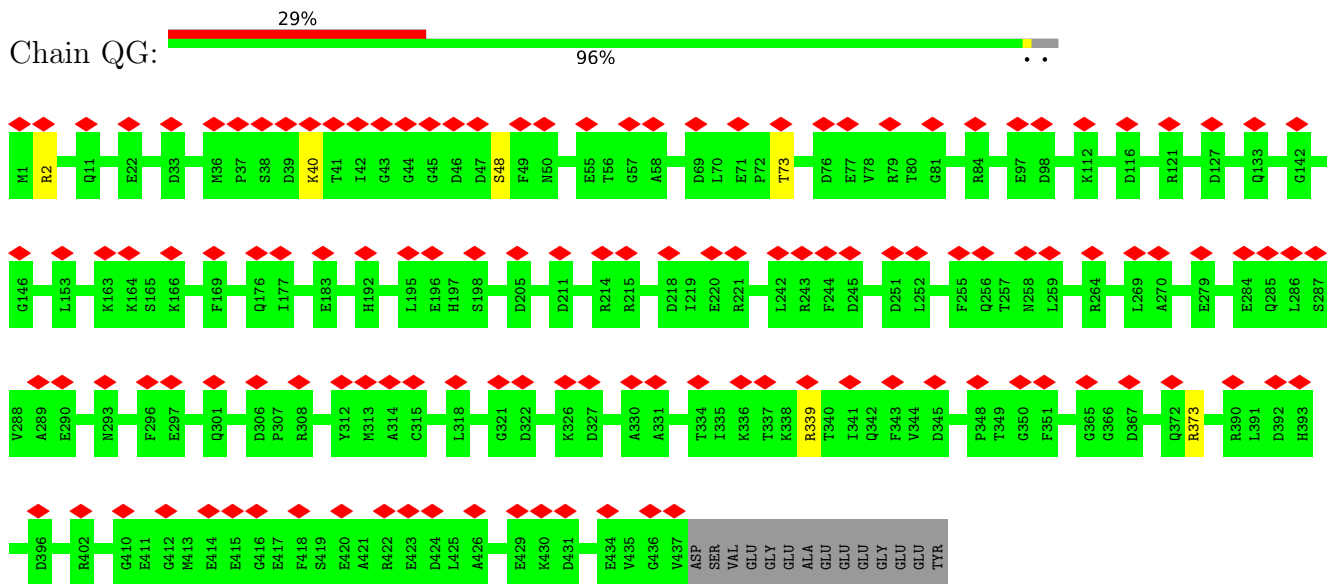 29%
Chain QG:
96%
. .
M1 R2 Q11 E22 D33 M36 P37 S38 D39 K40 T41 I42 G43 G44 G45 D46 D47 S48 F49 N50 E55 T56 G57 A58 D69 L70 E71 P72 T73 D76 E77 V78 R79 T80 G81 R84 E97 D98 K112 D116 R121 D127 Q133 G142
G146 L153 K163 K164 S165 K166 F169 Q176 I177 E183 H192 L195 E196 H197 S198 D205 D211 R214 R215 D218 I219 E220 R221 L242 R243 F244 D245 D251 L252 F255 Q256 T257 N258 L259 R264 L269 A270 E279 E284 Q285 L286 S287
V288 A289 E290 N293 F296 E297 Q301 D306 P307 R308 Y312 M313 A314 C315 L318 G321 D322 K326 D327 A330 A331 T334 I335 K336 T337 K338 R339 T340 I341 Q342 F343 V344 D345 P348 T349 G350 F351 G365 G366 D367 Q372 R373 R390 L391 D392 H393
D396 R402 G410 E411 G412 M413 E414 E415 G416 E417 F418 S419 E420 A421 R422 E423 D424 L425 A426 E429 K430 D431 E434 V435 G436 V437 ASP SER VAL GLU GLY GLU ALA GLU GLU GLU GLY GLU GLU TYR